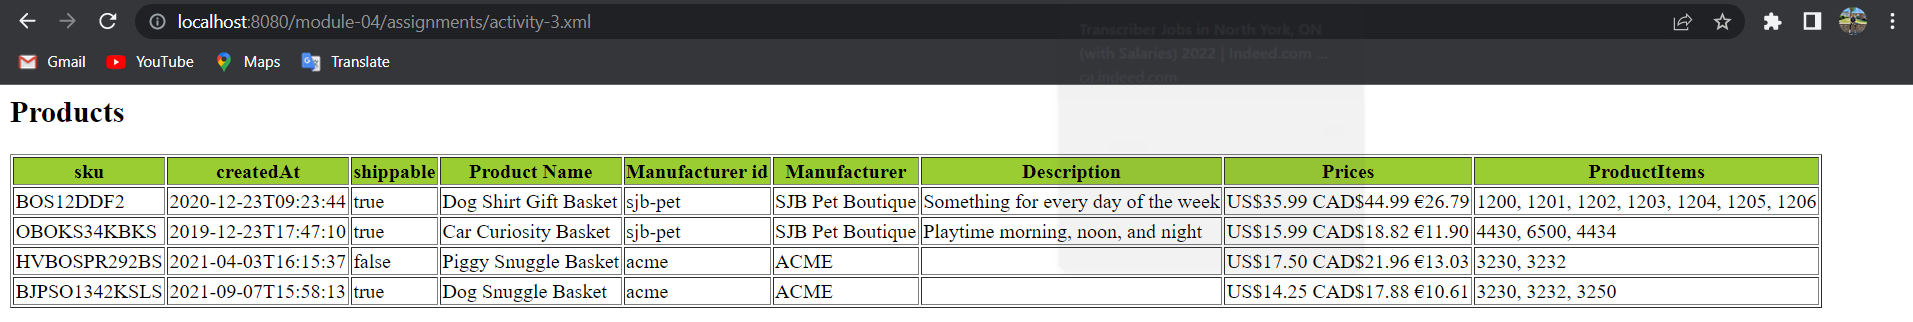 localhost:8080/module-04/assignments/activity-3.xml
Transcriber Jobs in North York, ON
(with Salaries) 2022 | Indeed.com ...
ca.indeed.com
Gmail YouTube Maps Translate
Products
sku createdAt shippable Product Name Manufacturer id Manufacturer Description Prices ProductItems
BOS12DDF2 2020-12-23T09:23:44 true Dog Shirt Gift Basket sjb-pet SJB Pet Boutique Something for every day of the week US$35.99 CAD$44.99 €26.79 1200, 1201, 1202, 1203, 1204, 1205, 1206
OBOKS34KBKS 2019-12-23T17:47:10 true Car Curiosity Basket sjb-pet SJB Pet Boutique Playtime morning, noon, and night US$15.99 CAD$18.82 €11.90 4430, 6500, 4434
HVBOSPR292BS 2021-04-03T16:15:37 false Piggy Snuggle Basket acme ACME US$17.50 CAD$21.96 €13.03 3230, 3232
BJPSO1342KSLS 2021-09-07T15:58:13 true Dog Snuggle Basket acme ACME US$14.25 CAD$17.88 €10.61 3230, 3232, 3250